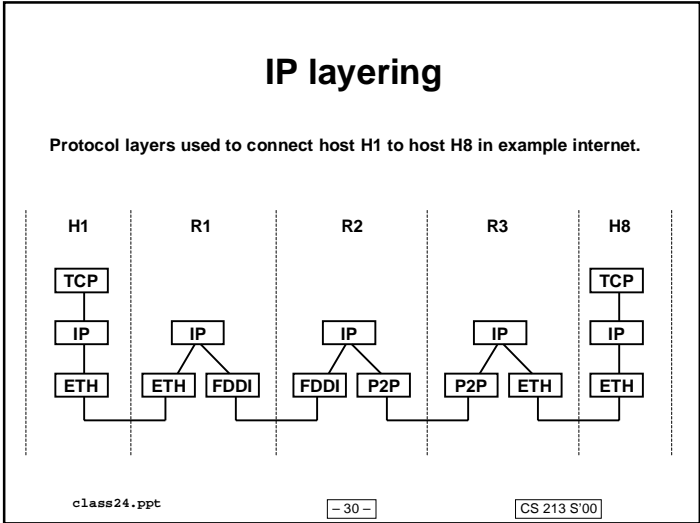 IP layering
Protocol layers used to connect host H1 to host H8 in example internet.
H1 R1 R2 R3 H8
TCP TCP
IP IP IP IP IP
ETH ETH FDDI FDDI P2P P2P ETH ETH
class24.ppt – 30 – CS 213 S'00